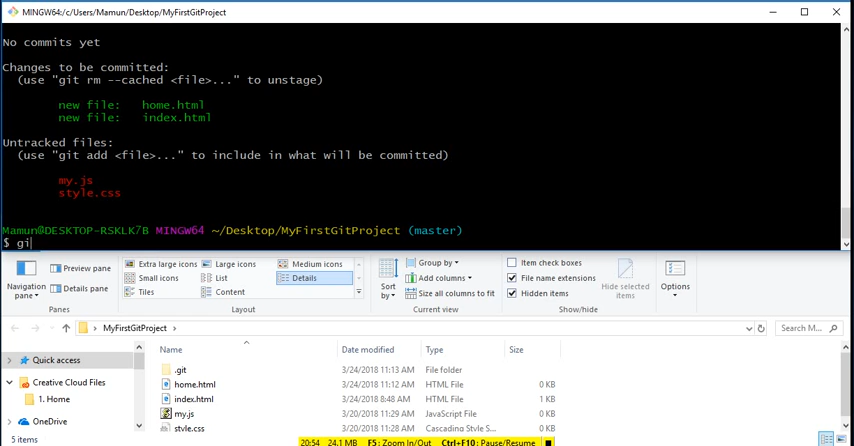 MINGW64:/c/Users/Mamun/Desktop/MyFirstGitProject
No commits yet
Changes to be committed:
(use "git rm --cached <file>..." to unstage)
new file: home.html
new file: index.html
Untracked files:
(use "git add <file>..." to include in what will be committed)
my.js
style.css
Mamun@DESKTOP-RSKLK7B MINGW64 ~/Desktop/MyFirstGitProject (master)
$ gi
Navigation pane
Preview pane
Details pane
Panes
Extra large icons Large icons Medium icons
Small icons List Details
Tiles Content
Layout
Sort by
Group by
Add columns
Size all columns to fit
Current view
Item check boxes
File name extensions
Hidden items
Hide selected items
Show/hide
Options
MyFirstGitProject
Search M...
Quick access
Creative Cloud Files
1. Home
OneDrive
Name Date modified Type Size
.git 3/24/2018 11:13 AM File folder
home.html 3/24/2018 11:12 AM HTML File 0 KB
index.html 3/24/2018 8:48 AM HTML File 1 KB
my.js 3/20/2018 11:29 AM JavaScript File 0 KB
style.css 3/20/2018 11:28 AM Cascading Style S... 0 KB
5 items
20:54 24.1 MB F5: Zoom In/Out Ctrl+F10: Pause/Resume